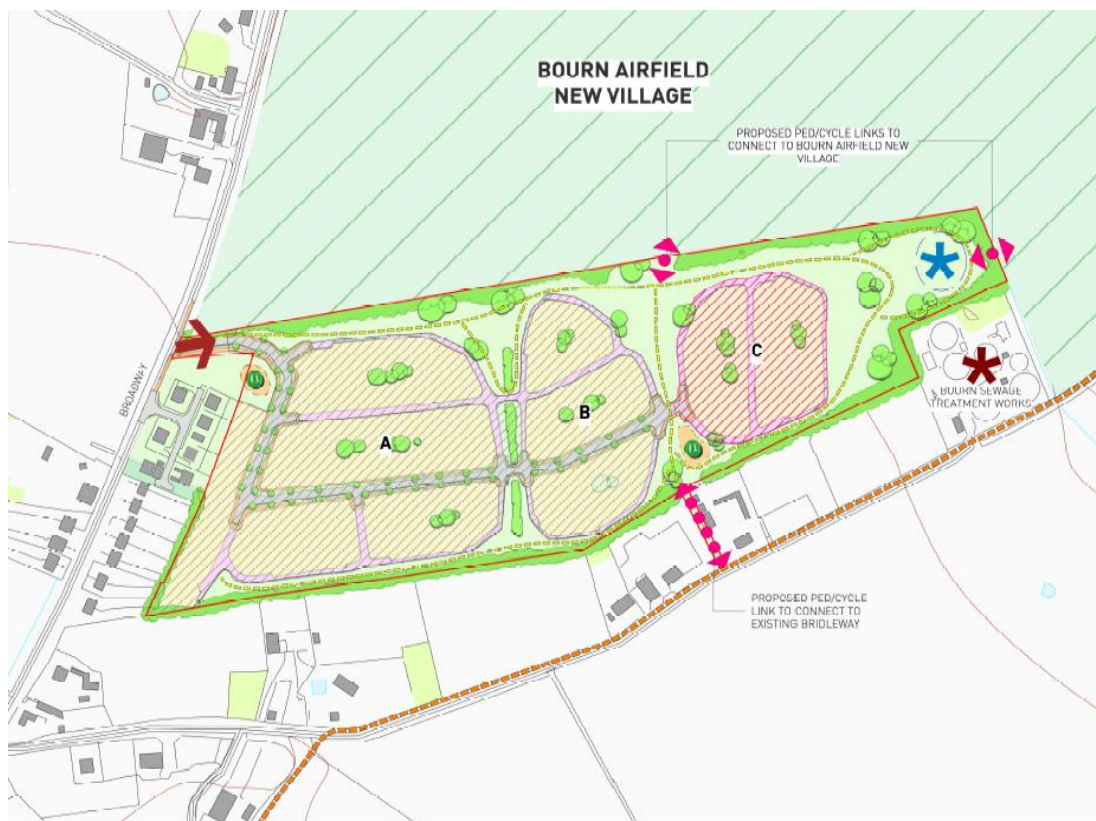 BOURN AIRFIELD
NEW VILLAGE
PROPOSED PED/CYCLE LINKS TO
CONNECT TO BOURN AIRFIELD NEW
VILLAGE
BROADWAY
A
B
C
BOURN SEWAGE
TREATMENT WORKS
PROPOSED PED/CYCLE
LINK TO CONNECT TO
EXISTING BRIDLEWAY